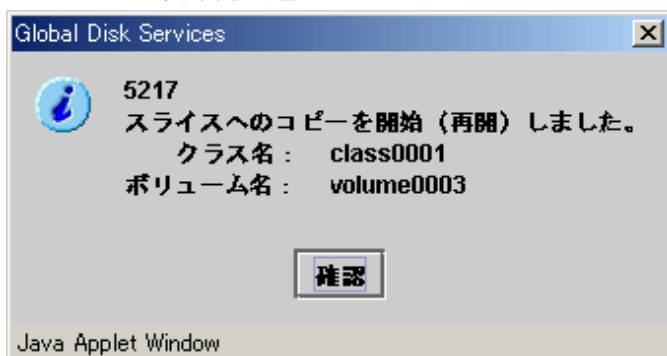 Global Disk Services
5217
スライスへのコピーを開始（再開）しました。
クラス名： class0001
ボリューム名： volume0003
確認
Java Applet Window